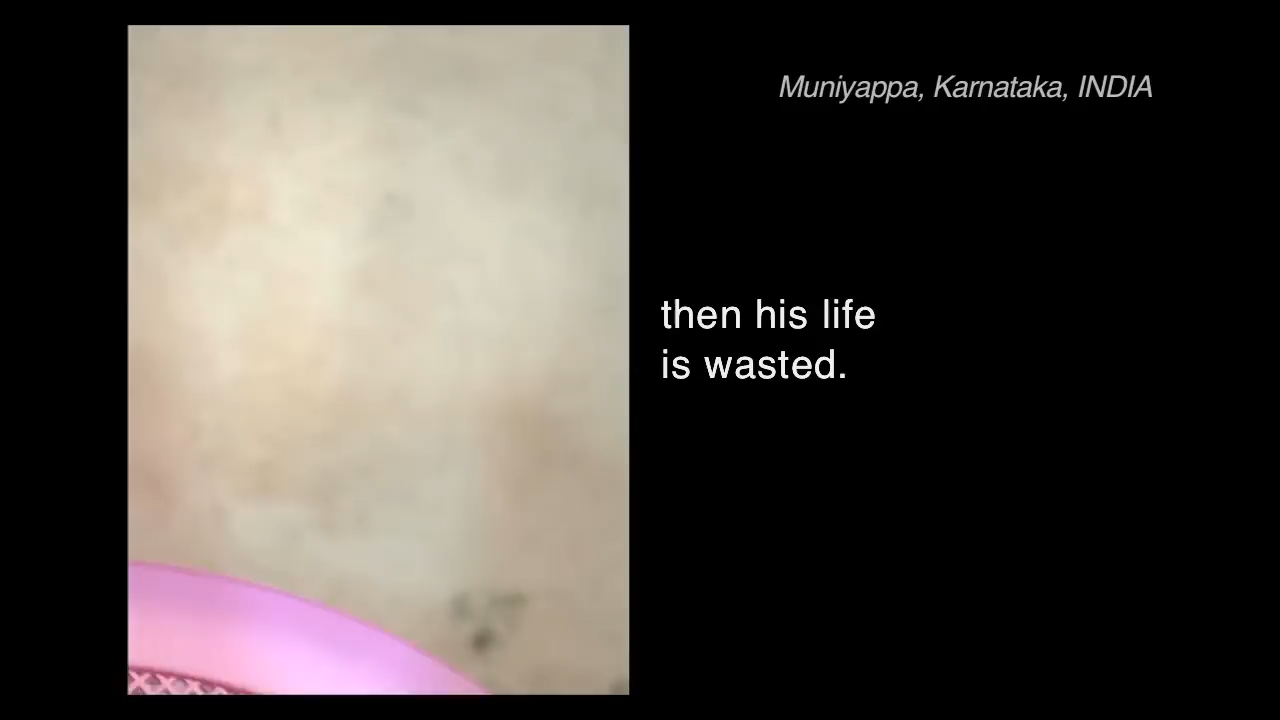 Muniyappa, Karnataka, INDIA
then his life
is wasted.